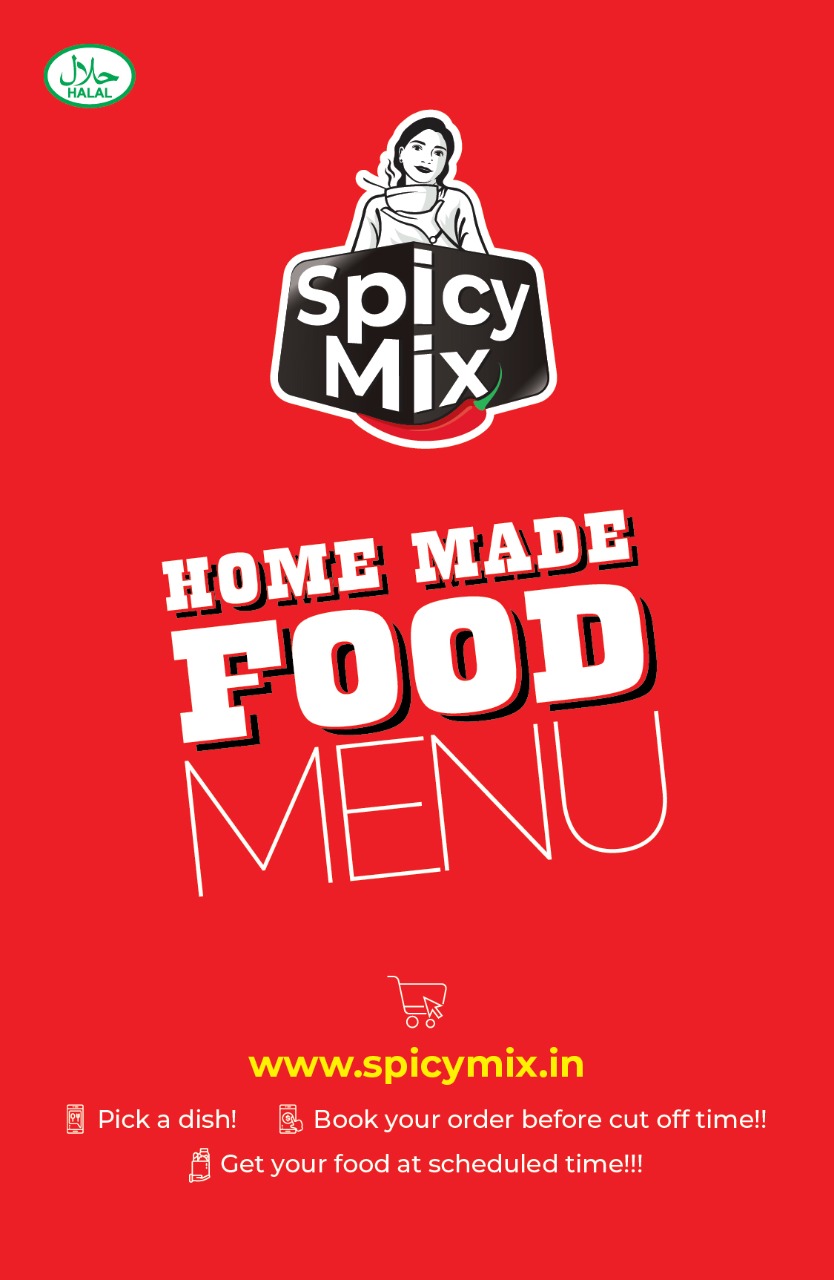 حلال
HALAL
Spicy
Mix
HOME MADE
FOOD
MENU
www.spicymix.in
Pick a dish! Book your order before cut off time!!
Get your food at scheduled time!!!